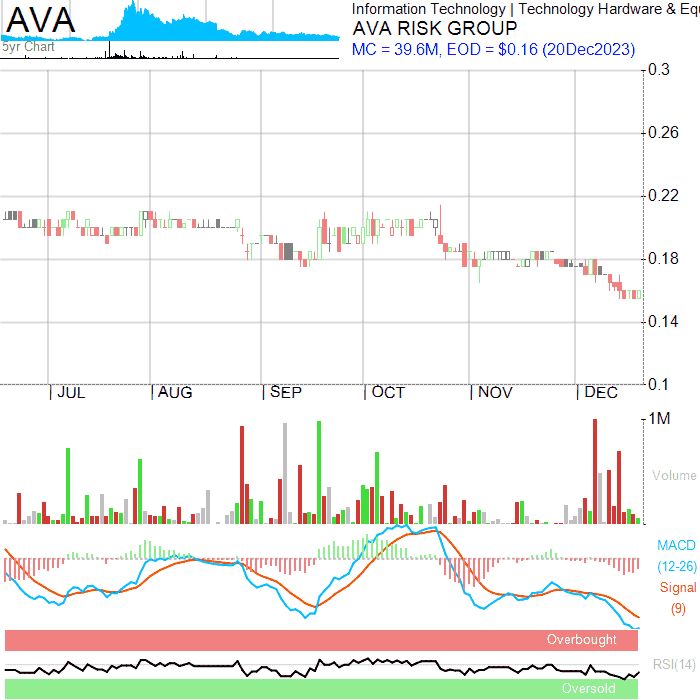 AVA
5yr Chart
Information Technology | Technology Hardware & Equ
AVA RISK GROUP
MC = 39.6M, EOD = $0.16 (20Dec2023)
0.3
0.26
0.22
0.18
0.14
0.1
JUL AUG SEP OCT NOV DEC
1M
Volume
MACD
(12-26)
Signal
(9)
Overbought
RSI(14)
Oversold